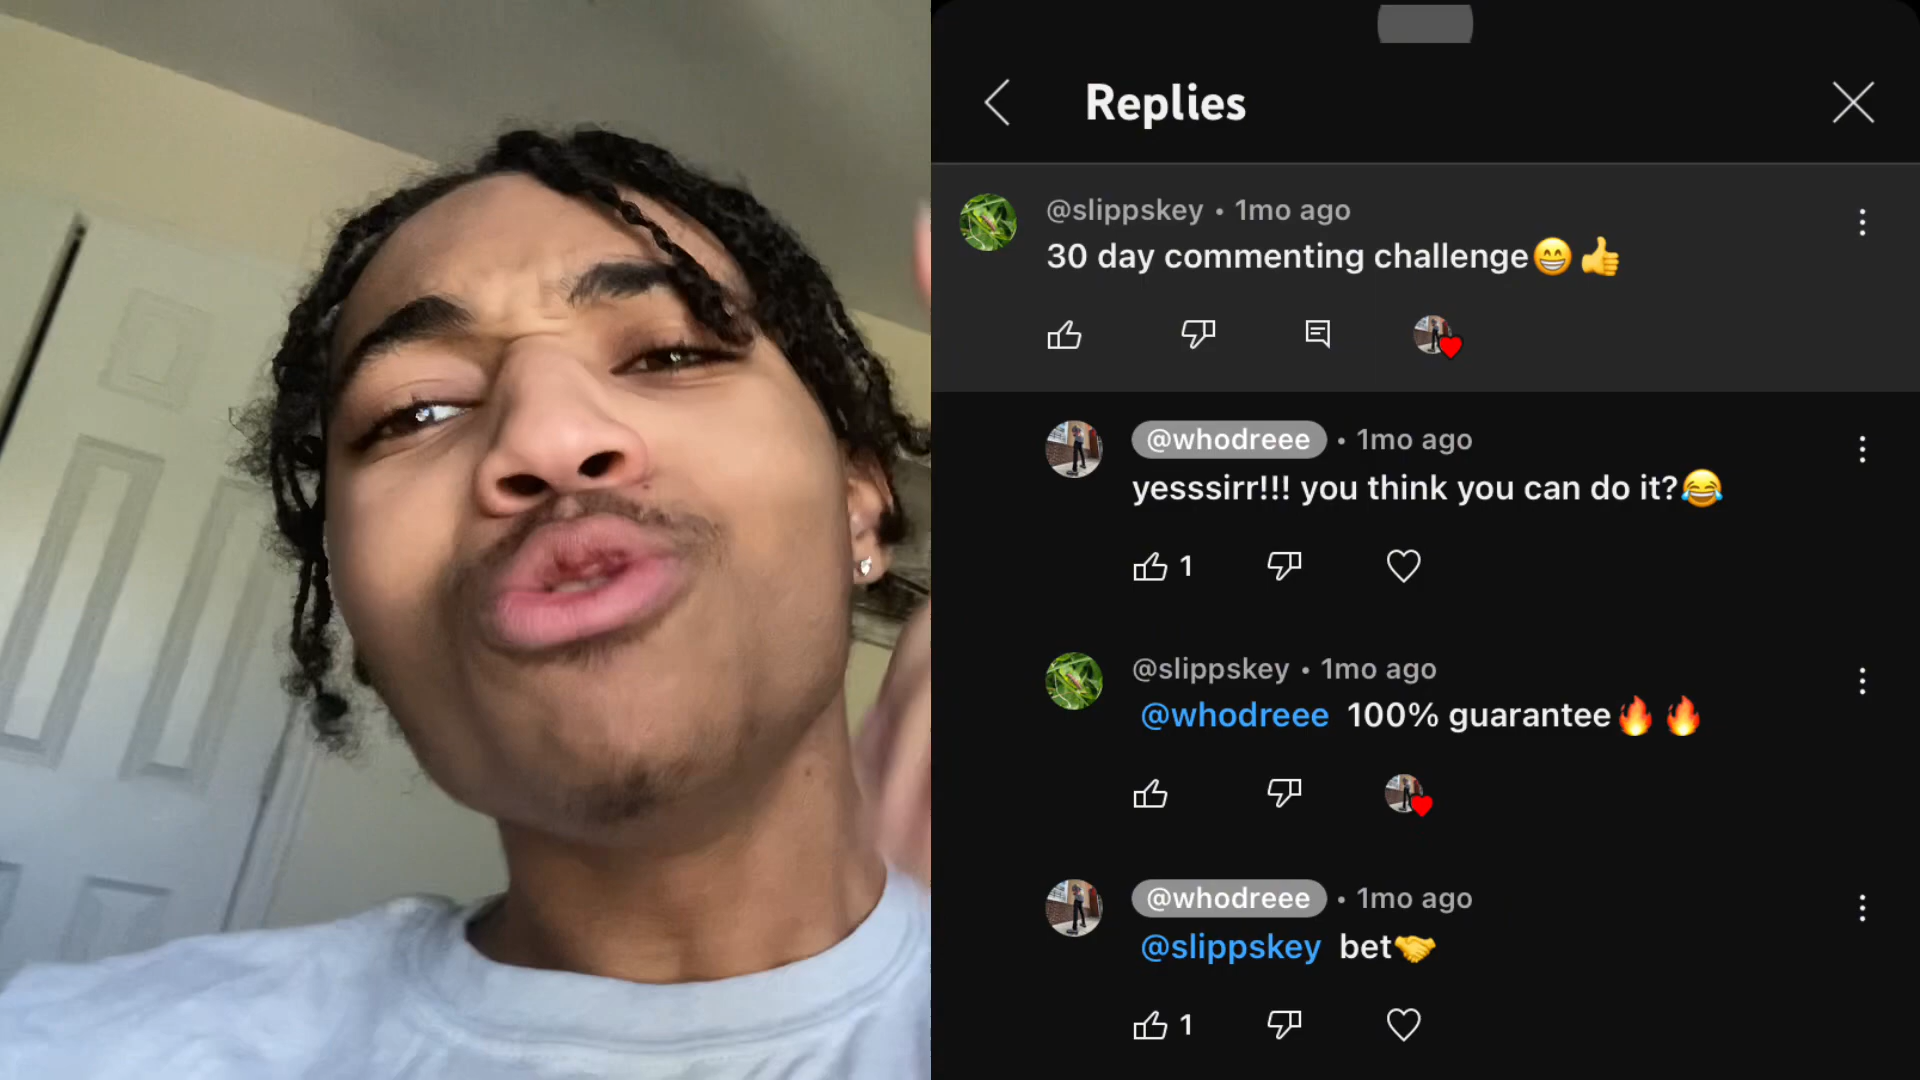 Replies
@slippskey • 1mo ago
30 day commenting challenge😁👍
@whodreee • 1mo ago
yesssirr!!! you think you can do it?😂
1
@slippskey • 1mo ago
@whodreee 100% guarantee🔥🔥
@whodreee • 1mo ago
@slippskey bet🤝
1